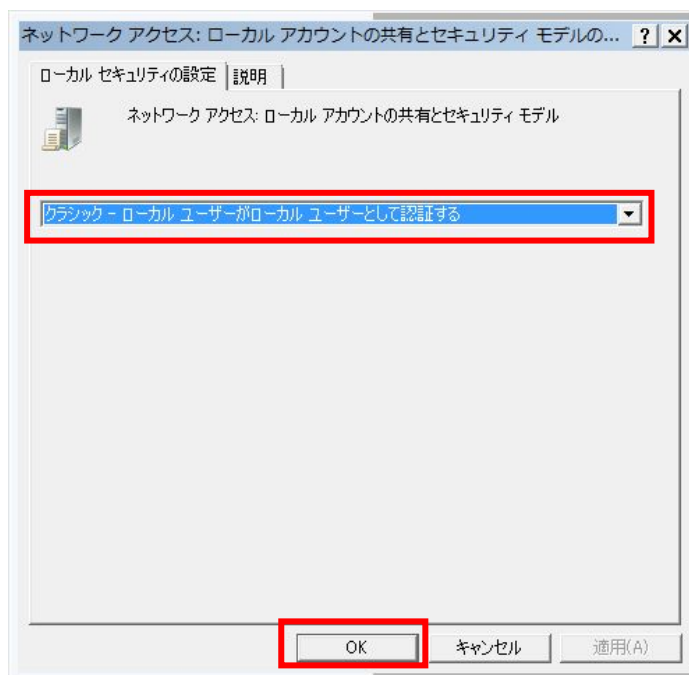 ネットワーク アクセス: ローカル アカウントの共有とセキュリティ モデルの...
ローカル セキュリティの設定 説明
ネットワーク アクセス: ローカル アカウントの共有とセキュリティ モデル
クラシック - ローカル ユーザーがローカル ユーザーとして認証する
OK キャンセル 適用(A)